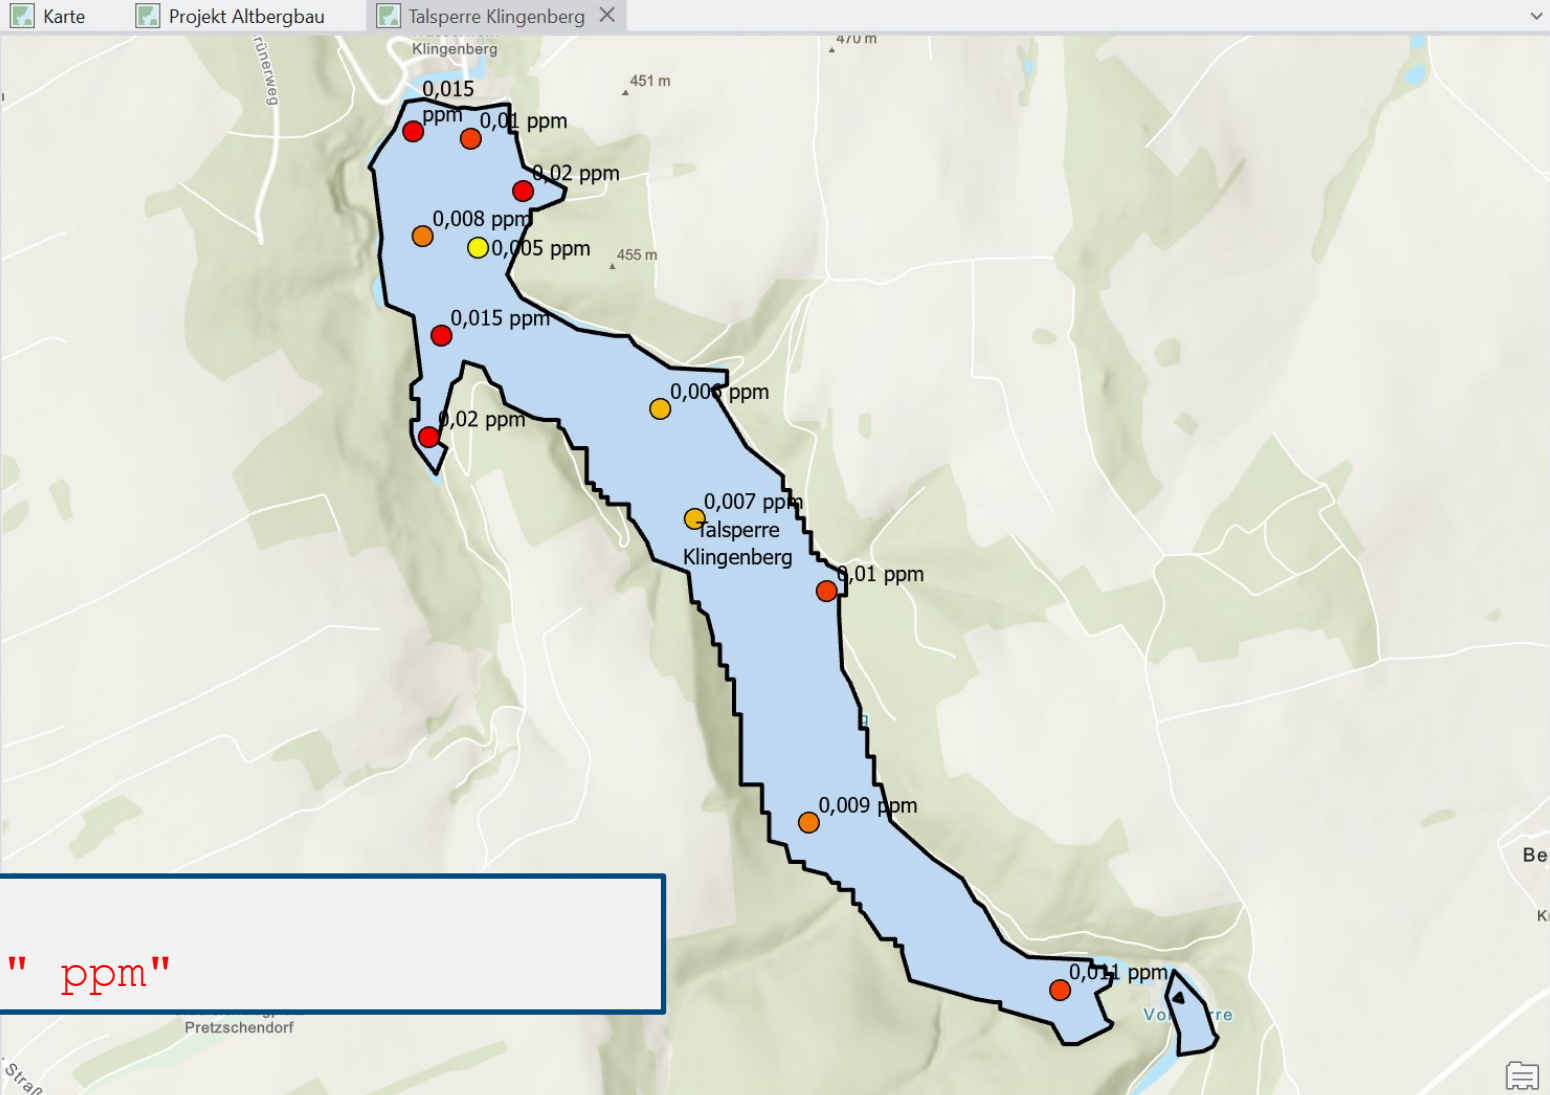 Karte
Projekt Altbergbau
Talsperre Klingenberg
Klingenberg
470 m
451 m
0,015
ppm
0,01 ppm
0,02 ppm
0,008 ppm
0,005 ppm
455 m
0,015 ppm
0,006 ppm
0,02 ppm
0,007 ppm
Talsperre
Klingenberg
0,01 ppm
g
0,009 ppm
Be
K
" ppm"
0,011 ppm
Pretzschendorf
Straß